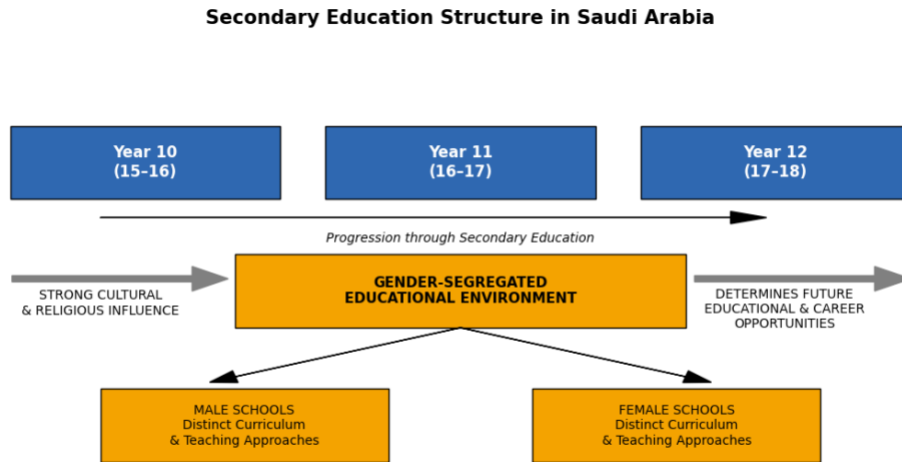 Secondary Education Structure in Saudi Arabia
Year 10
(15–16)
Year 11
(16–17)
Year 12
(17–18)
Progression through Secondary Education
STRONG CULTURAL
& RELIGIOUS INFLUENCE
GENDER-SEGREGATED
EDUCATIONAL ENVIRONMENT
DETERMINES FUTURE
EDUCATIONAL & CAREER
OPPORTUNITIES
MALE SCHOOLS
Distinct Curriculum
& Teaching Approaches
FEMALE SCHOOLS
Distinct Curriculum
& Teaching Approaches